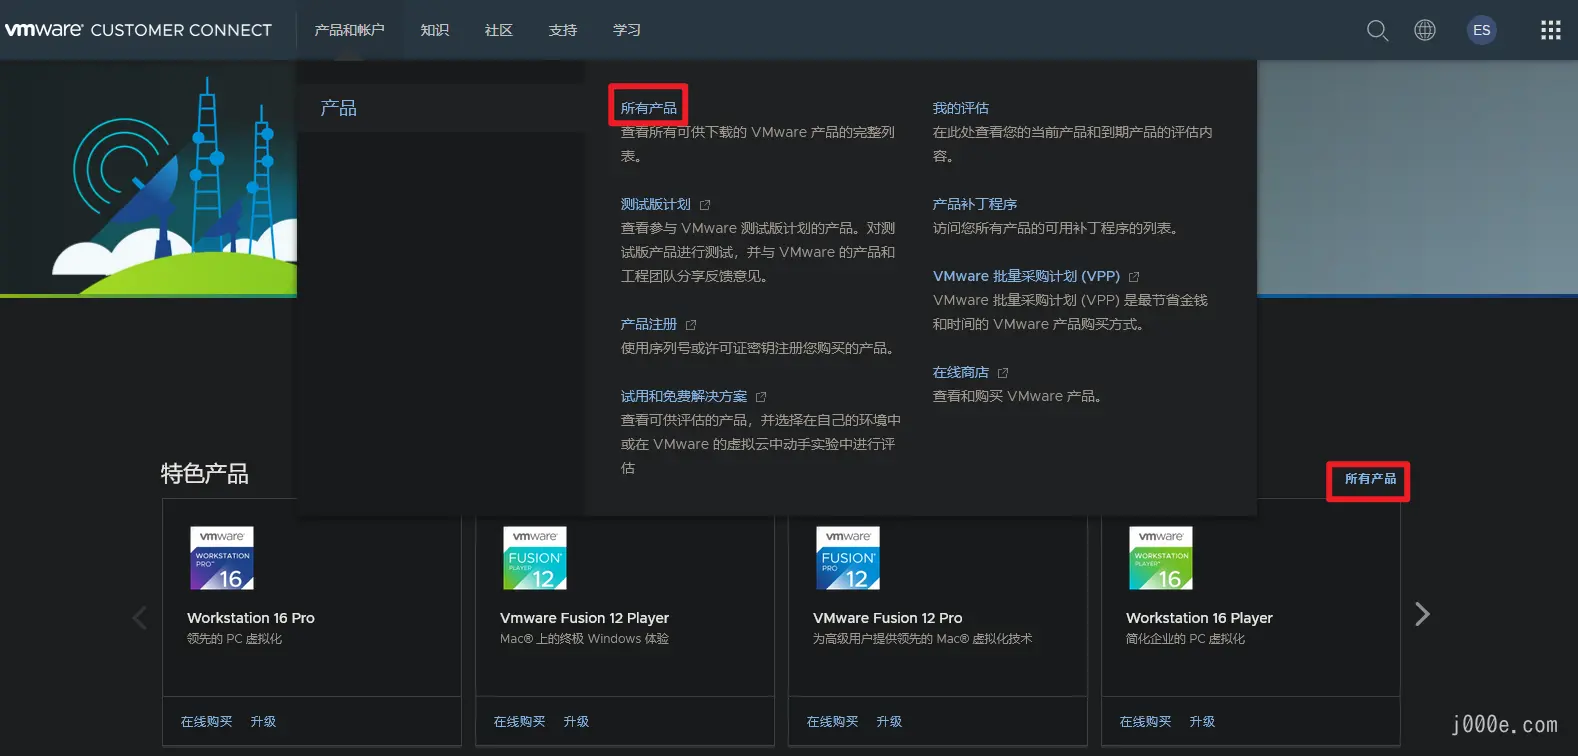 vmware® CUSTOMER CONNECT
产品和帐户
知识
社区
支持
学习
ES
产品
所有产品
查看所有可供下载的 VMware 产品的完整列
表。
测试版计划
查看参与 VMware 测试版计划的产品。对测
试版产品进行测试，并与 VMware 的产品和
工程团队分享反馈意见。
产品注册
使用序列号或许可证密钥注册您购买的产品。
试用和免费解决方案
查看可供评估的产品，并选择在自己的环境中
或在 VMware 的虚拟云中动手实验中进行评
估
我的评估
在此处查看您的当前产品和到期产品的评估内
容。
产品补丁程序
访问您所有产品的可用补丁程序的列表。
VMware 批量采购计划 (VPP)
VMware 批量采购计划 (VPP) 是最节省金钱
和时间的 VMware 产品购买方式。
在线商店
查看和购买 VMware 产品。
特色产品
所有产品
vmware®
WORKSTATION
PRO™
16
Workstation 16 Pro
领先的 PC 虚拟化
在线购买
升级
vmware®
FUSION®
PLAYER
12
Vmware Fusion 12 Player
Mac® 上的终极 Windows 体验
在线购买
升级
vmware®
FUSION®
PRO
12
VMware Fusion 12 Pro
为高级用户提供领先的 Mac® 虚拟化技术
在线购买
升级
vmware®
WORKSTATION
PLAYER™
16
Workstation 16 Player
简化企业的 PC 虚拟化
在线购买
升级
j000e.com